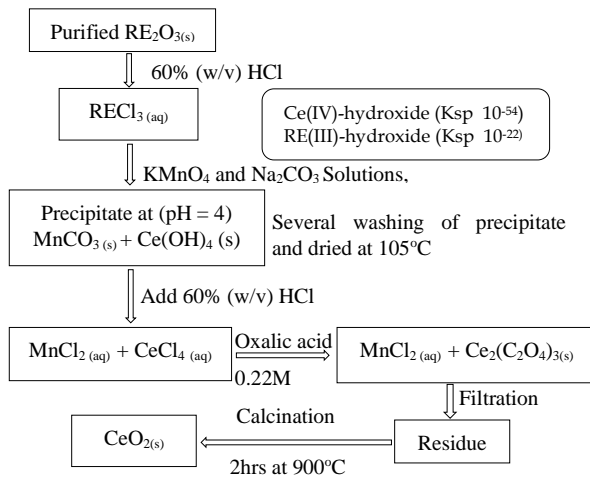 Purified RE₂O₃(s)
60% (w/v) HCl
RECl₃ (aq)
Ce(IV)-hydroxide (Ksp 10⁻⁵⁴)
RE(III)-hydroxide (Ksp 10⁻²²)
KMnO₄ and Na₂CO₃ Solutions,
Precipitate at (pH = 4)
MnCO₃ (s) + Ce(OH)₄ (s)
Several washing of precipitate
and dried at 105°C
Add 60% (w/v) HCl
MnCl₂ (aq) + CeCl₄ (aq)
Oxalic acid
0.22M
MnCl₂ (aq) + Ce₂(C₂O₄)₃(s)
Filtration
Residue
Calcination
2hrs at 900°C
CeO₂(s)